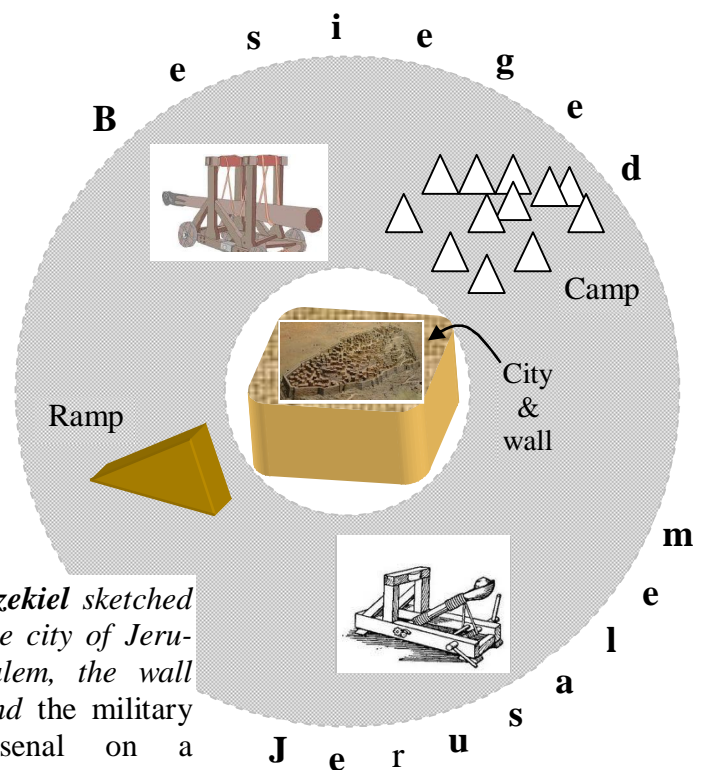 Besieged
Camp
City
&
wall
Ramp
zekiel sketched
e city of Jeru-
alem, the wall
nd the military
senal on a
Jerusalem